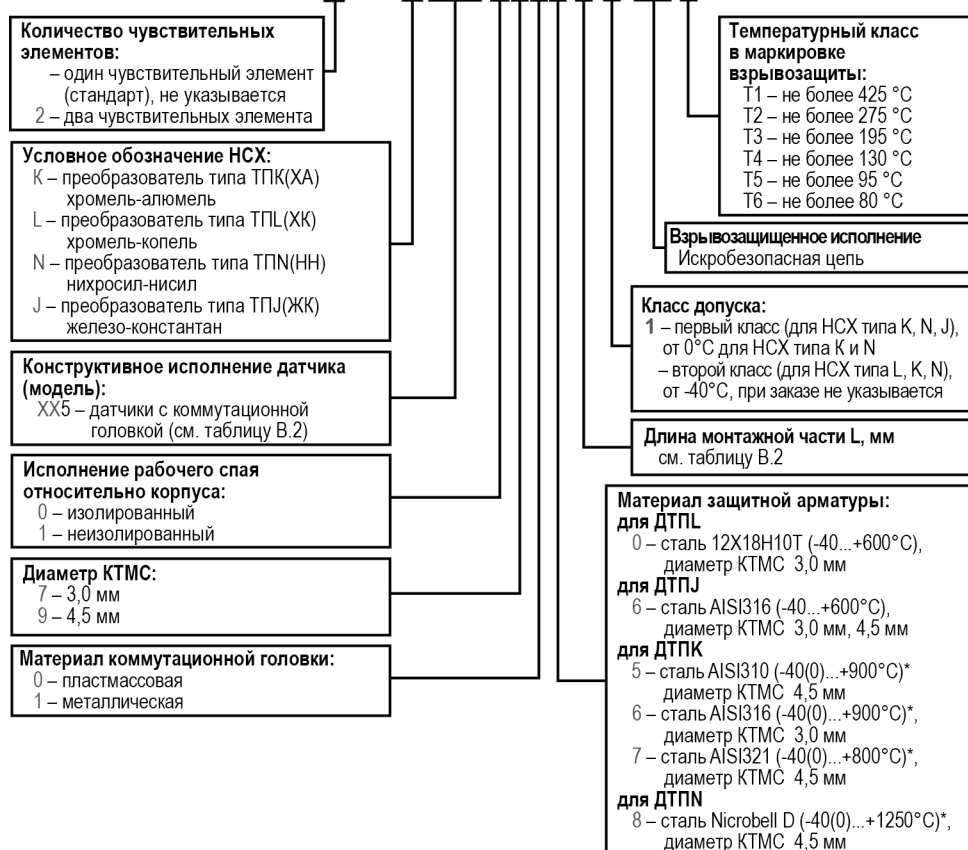 Количество чувствительных
элементов:
– один чувствительный элемент
(стандарт), не указывается
2 – два чувствительных элемента
Условное обозначение НСХ:
К – преобразователь типа ТПК(ХА)
хромель-алюмель
L – преобразователь типа ТПL(ХК)
хромель-копель
N – преобразователь типа ТПN(НН)
нихросил-нисил
J – преобразователь типа ТПJ(ЖК)
железо-константан
Конструктивное исполнение датчика
(модель):
ХХ5 – датчики с коммутационной
головкой (см. таблицу В.2)
Исполнение рабочего спая
относительно корпуса:
0 – изолированный
1 – неизолированный
Диаметр КТМС:
7 – 3,0 мм
9 – 4,5 мм
Материал коммутационной головки:
0 – пластмассовая
1 – металлическая
Температурный класс
в маркировке
взрывозащиты:
Т1 – не более 425 °С
Т2 – не более 275 °С
Т3 – не более 195 °С
Т4 – не более 130 °С
Т5 – не более 95 °С
Т6 – не более 80 °С
Взрывозащищенное исполнение
Искробезопасная цепь
Класс допуска:
1 – первый класс (для НСХ типа K, N, J),
от 0°С для НСХ типа К и N
– второй класс (для НСХ типа L, K, N),
от -40°С, при заказе не указывается
Длина монтажной части L, мм
см. таблицу В.2
Материал защитной арматуры:
для ДТПL
0 – сталь 12Х18Н10Т (-40...+600°С),
диаметр КТМС 3,0 мм
для ДТПJ
6 – сталь AISI316 (-40...+600°С),
диаметр КТМС 3,0 мм, 4,5 мм
для ДТПК
5 – сталь AISI310 (-40(0)...+900°С)*
диаметр КТМС 4,5 мм
6 – сталь AISI316 (-40(0)...+900°С)*,
диаметр КТМС 3,0 мм
7 – сталь AISI321 (-40(0)...+800°С)*,
диаметр КТМС 4,5 мм
для ДТПN
8 – сталь Nicrobell D (-40(0)...+1250°С)*,
диаметр КТМС 4,5 мм